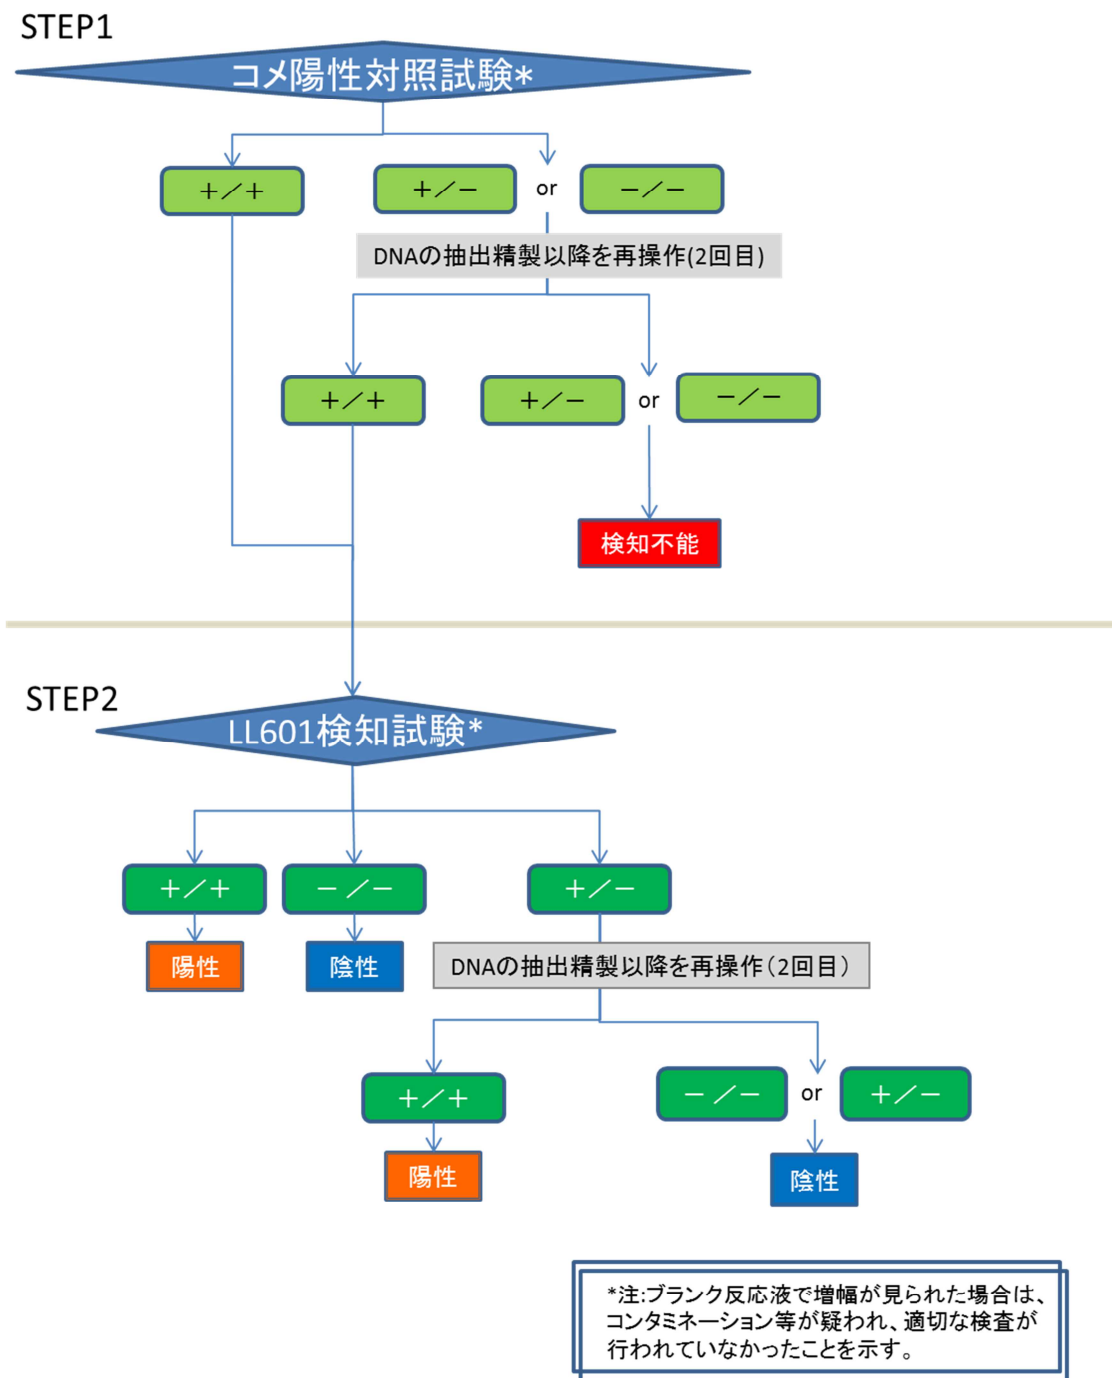 STEP1
コメ陽性対照試験*
+/+
+/−
or
−/−
DNAの抽出精製以降を再操作(2回目)
+/+
+/−
or
−/−
検知不能
STEP2
LL601検知試験*
+/+
−/−
+/−
陽性
陰性
DNAの抽出精製以降を再操作(2回目)
+/+
−/−
or
+/−
陽性
陰性
*注:ブランク反応液で増幅が見られた場合は、
コンタミネーション等が疑われ、適切な検査が
行われていなかったことを示す。